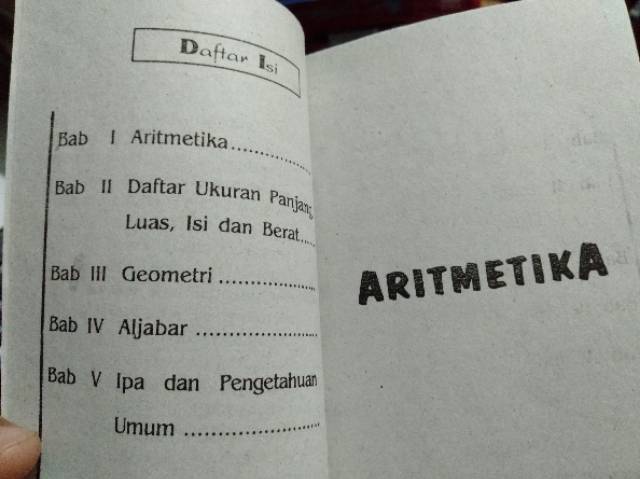 Daftar Isi
Bab I Aritmetika..............
Bab II Daftar Ukuran Panjang,
Luas, Isi dan Berat....
Bab III Geometri ................
Bab IV Aljabar ....................
Bab V Ipa dan Pengetahuan
Umum ......................
ARITMETIKA